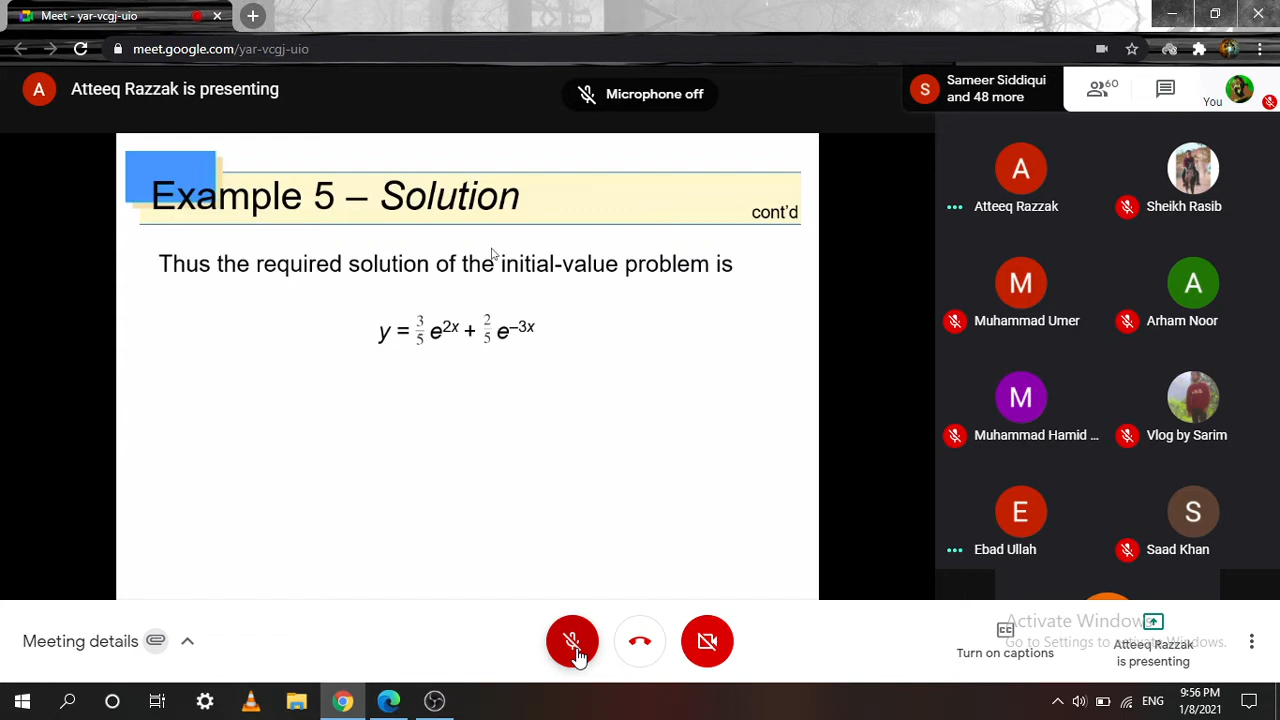 Meet - yar-vcgj-uio
meet.google.com/yar-vcgj-uio
A
Atteeq Razzak is presenting
Microphone off
S
Sameer Siddiqui
and 48 more
60
You
Example 5 – Solution
cont'd
Thus the required solution of the initial-value problem is
y = 3/5 e^2x + 2/5 e^–3x
A
Atteeq Razzak
Sheikh Rasib
M
Muhammad Umer
A
Arham Noor
M
Muhammad Hamid ...
Vlog by Sarim
E
Ebad Ullah
S
Saad Khan
Meeting details
CC
Turn on captions
Atteeq Razzak
is presenting
Activate Windows
Go to Settings to activate Windows.
ENG
9:56 PM
1/8/2021